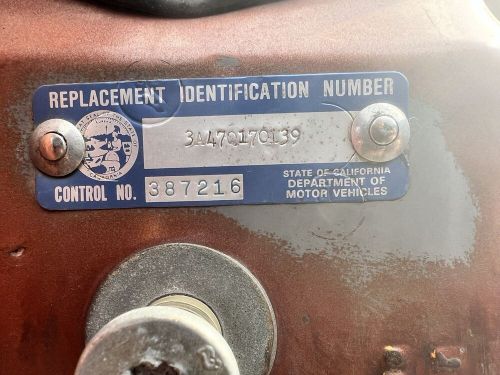 REPLACEMENT IDENTIFICATION NUMBER
3A47Q170139
CONTROL NO. 387216
STATE OF CALIFORNIA
DEPARTMENT OF
MOTOR VEHICLES